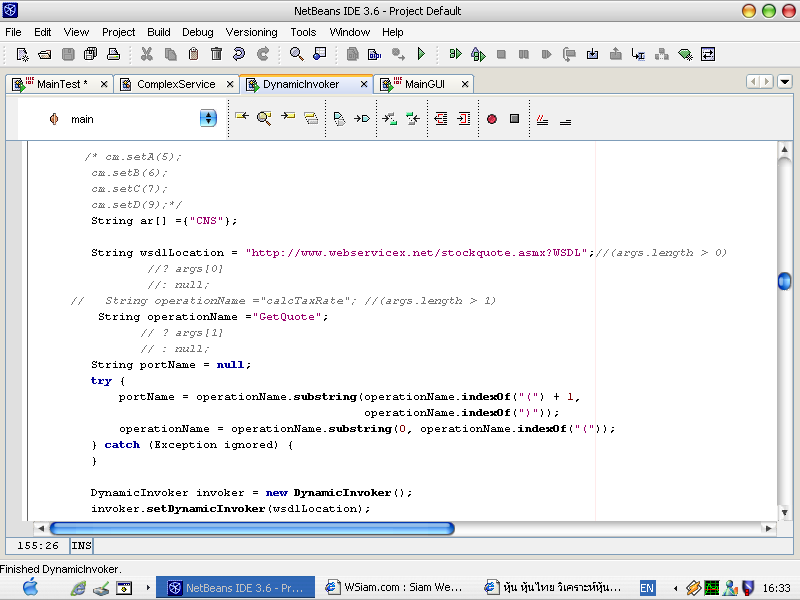 NetBeans IDE 3.6 - Project Default
File Edit View Project Build Debug Versioning Tools Window Help
MainTest * ComplexService DynamicInvoker MainGUI
main
/* cm.setA(5);
cm.setB(6);
cm.setC(7);
cm.setD(9);*/
String ar[] ={"CNS"};
String wsdlLocation = "http://www.webservicex.net/stockquote.asmx?WSDL";//(args.length > 0)
//? args[0]
//: null;
// String operationName ="calcTaxRate"; //(args.length > 1)
String operationName ="GetQuote";
// ? args[1]
// : null;
String portName = null;
try {
portName = operationName.substring(operationName.indexOf("(") + 1,
operationName.indexOf(")"));
operationName = operationName.substring(0, operationName.indexOf("("));
} catch (Exception ignored) {
}
DynamicInvoker invoker = new DynamicInvoker();
invoker.setDynamicInvoker(wsdlLocation);
155:26 INS
Finished DynamicInvoker.
NetBeans IDE 3.6 - Pr... WSiam.com : Siam We... หุ้น หุ้นไทย วิเคราะห์หุ้น... EN 16:33